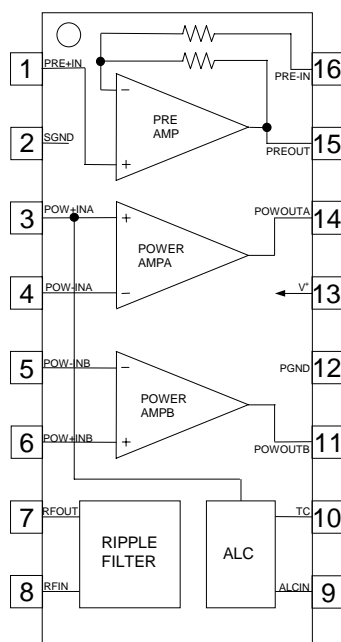 1 PRE+IN
16 PRE-IN
PRE
AMP
2 SGND
15 PREOUT
3 POW+INA
14 POWOUTA
POWER
AMPA
4 POW-INA
13 V+
5 POW-INB
12 PGND
POWER
AMPB
6 POW+INB
11 POWOUTB
7 RFOUT
10 TC
RIPPLE
FILTER
ALC
8 RFIN
9 ALCIN